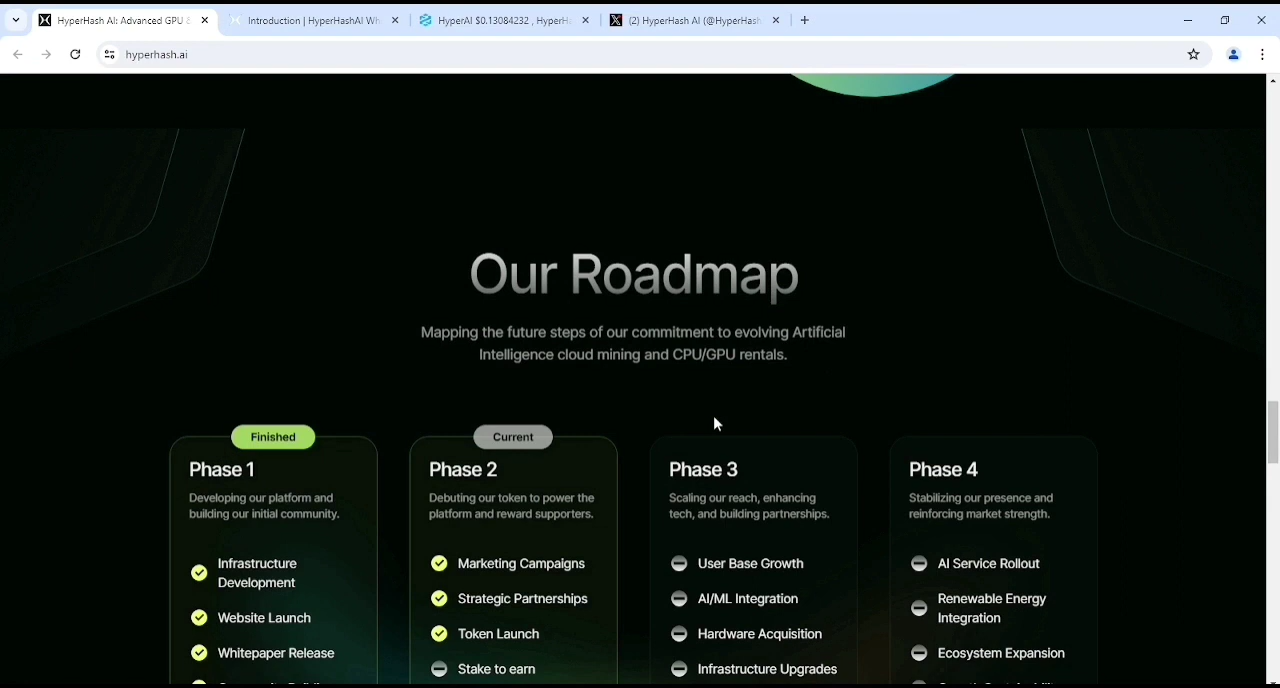 HyperHash AI: Advanced GPU &
Introduction | HyperHashAI Wh
HyperAI $0.13084232 , HyperH
(2) HyperHash AI (@HyperHash
hyperhash.ai
Our Roadmap
Mapping the future steps of our commitment to evolving Artificial
Intelligence cloud mining and CPU/GPU rentals.
Finished
Phase 1
Developing our platform and
building our initial community.
Infrastructure
Development
Website Launch
Whitepaper Release
Current
Phase 2
Debuting our token to power the
platform and reward supporters.
Marketing Campaigns
Strategic Partnerships
Token Launch
Stake to earn
Phase 3
Scaling our reach, enhancing
tech, and building partnerships.
User Base Growth
AI/ML Integration
Hardware Acquisition
Infrastructure Upgrades
Phase 4
Stabilizing our presence and
reinforcing market strength.
AI Service Rollout
Renewable Energy
Integration
Ecosystem Expansion